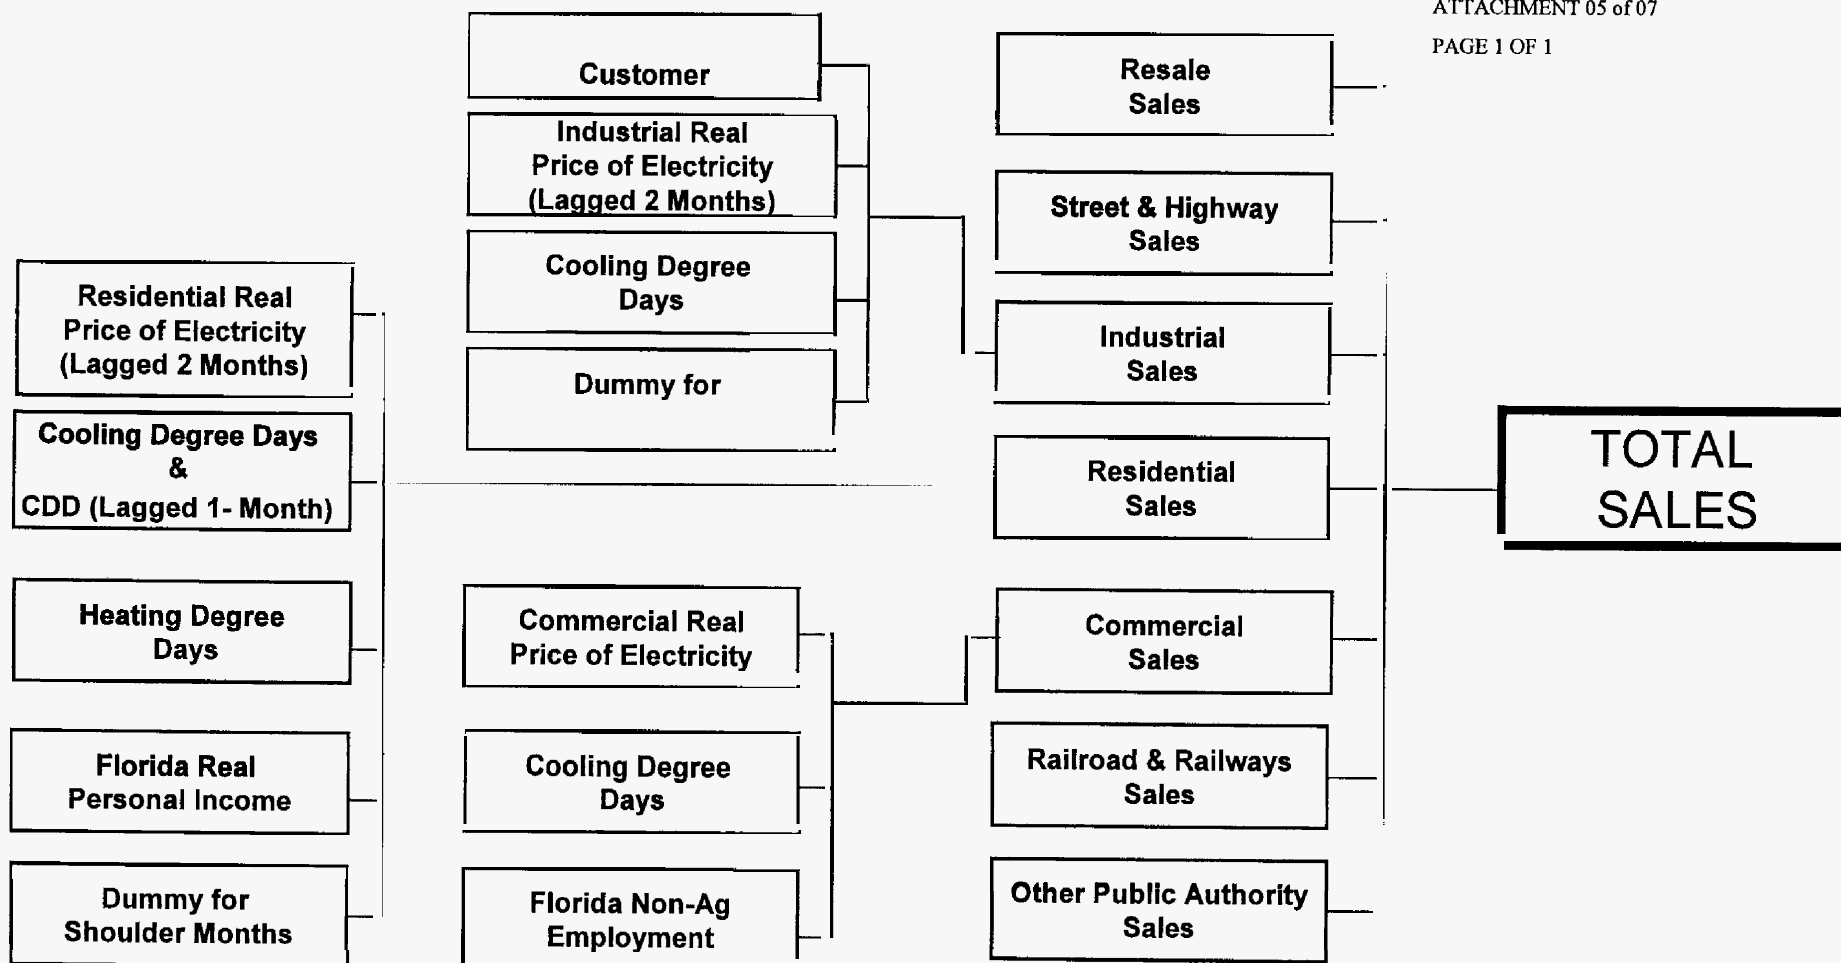 ATTACHMENT 05 of 07
PAGE 1 OF 1
Customer
Industrial Real
Price of Electricity
(Lagged 2 Months)
Cooling Degree
Days
Dummy for
Residential Real
Price of Electricity
(Lagged 2 Months)
Cooling Degree Days
&
CDD (Lagged 1- Month)
Heating Degree
Days
Florida Real
Personal Income
Dummy for
Shoulder Months
Commercial Real
Price of Electricity
Cooling Degree
Days
Florida Non-Ag
Employment
Resale
Sales
Street & Highway
Sales
Industrial
Sales
Residential
Sales
Commercial
Sales
Railroad & Railways
Sales
Other Public Authority
Sales
TOTAL
SALES